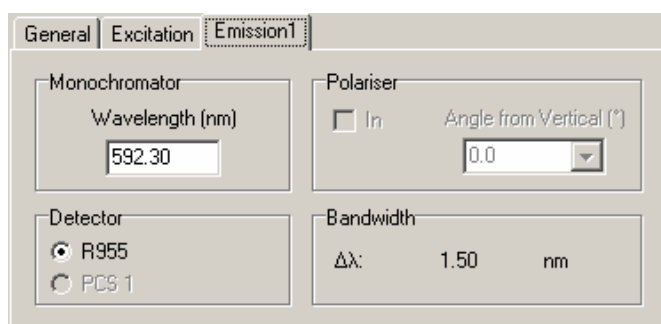 General Excitation Emission1
Monochromator
Wavelength (nm)
592.30
Polariser
In Angle from Vertical (°)
0.0
Detector
R955
PCS 1
Bandwidth
Δλ: 1.50 nm